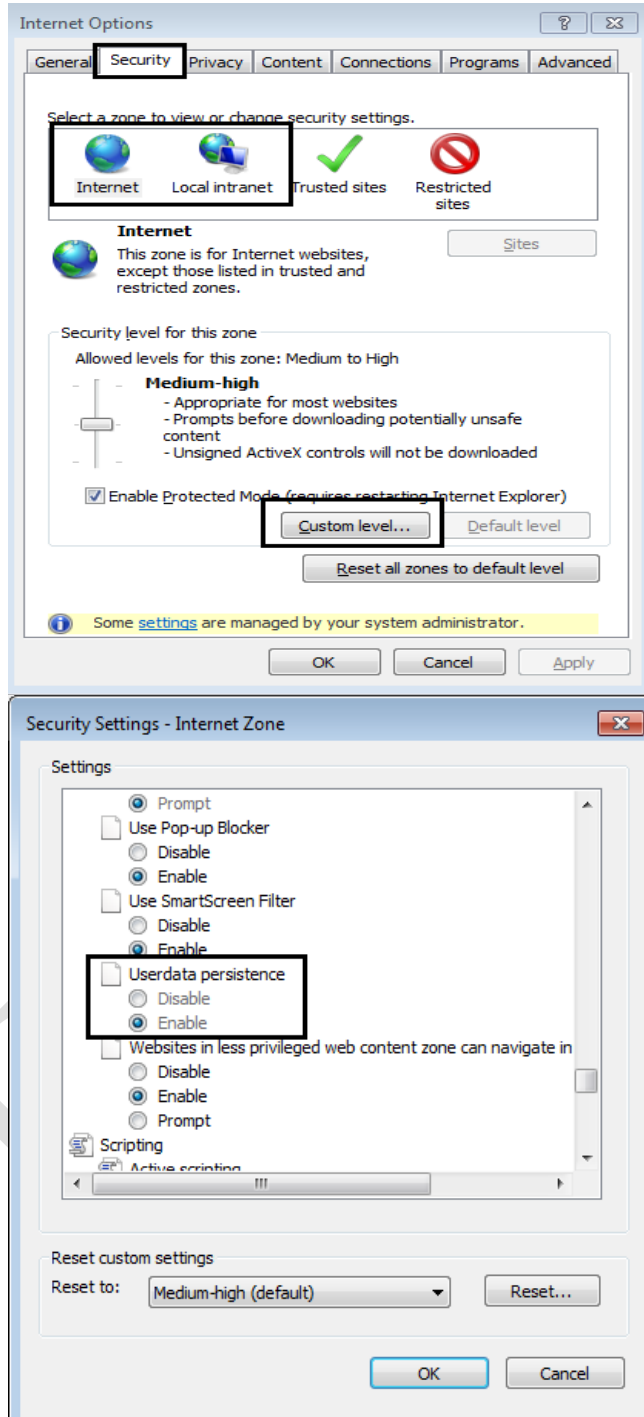 Internet Options
General Security Privacy Content Connections Programs Advanced
Select a zone to view or change security settings.
Internet Local intranet Trusted sites Restricted
sites
Internet
This zone is for Internet websites,
except those listed in trusted and
restricted zones.
Sites
Security level for this zone
Allowed levels for this zone: Medium to High
Medium-high
- Appropriate for most websites
- Prompts before downloading potentially unsafe
content
- Unsigned ActiveX controls will not be downloaded
Enable Protected Mode (requires restarting Internet Explorer)
Custom level... Default level
Reset all zones to default level
Some settings are managed by your system administrator.
OK Cancel Apply
Security Settings - Internet Zone
Settings
Prompt
Use Pop-up Blocker
Disable
Enable
Use SmartScreen Filter
Disable
Enable
Userdata persistence
Disable
Enable
Websites in less privileged web content zone can navigate in
Disable
Enable
Prompt
Scripting
Active scripting
Reset custom settings
Reset to: Medium-high (default) Reset...
OK Cancel